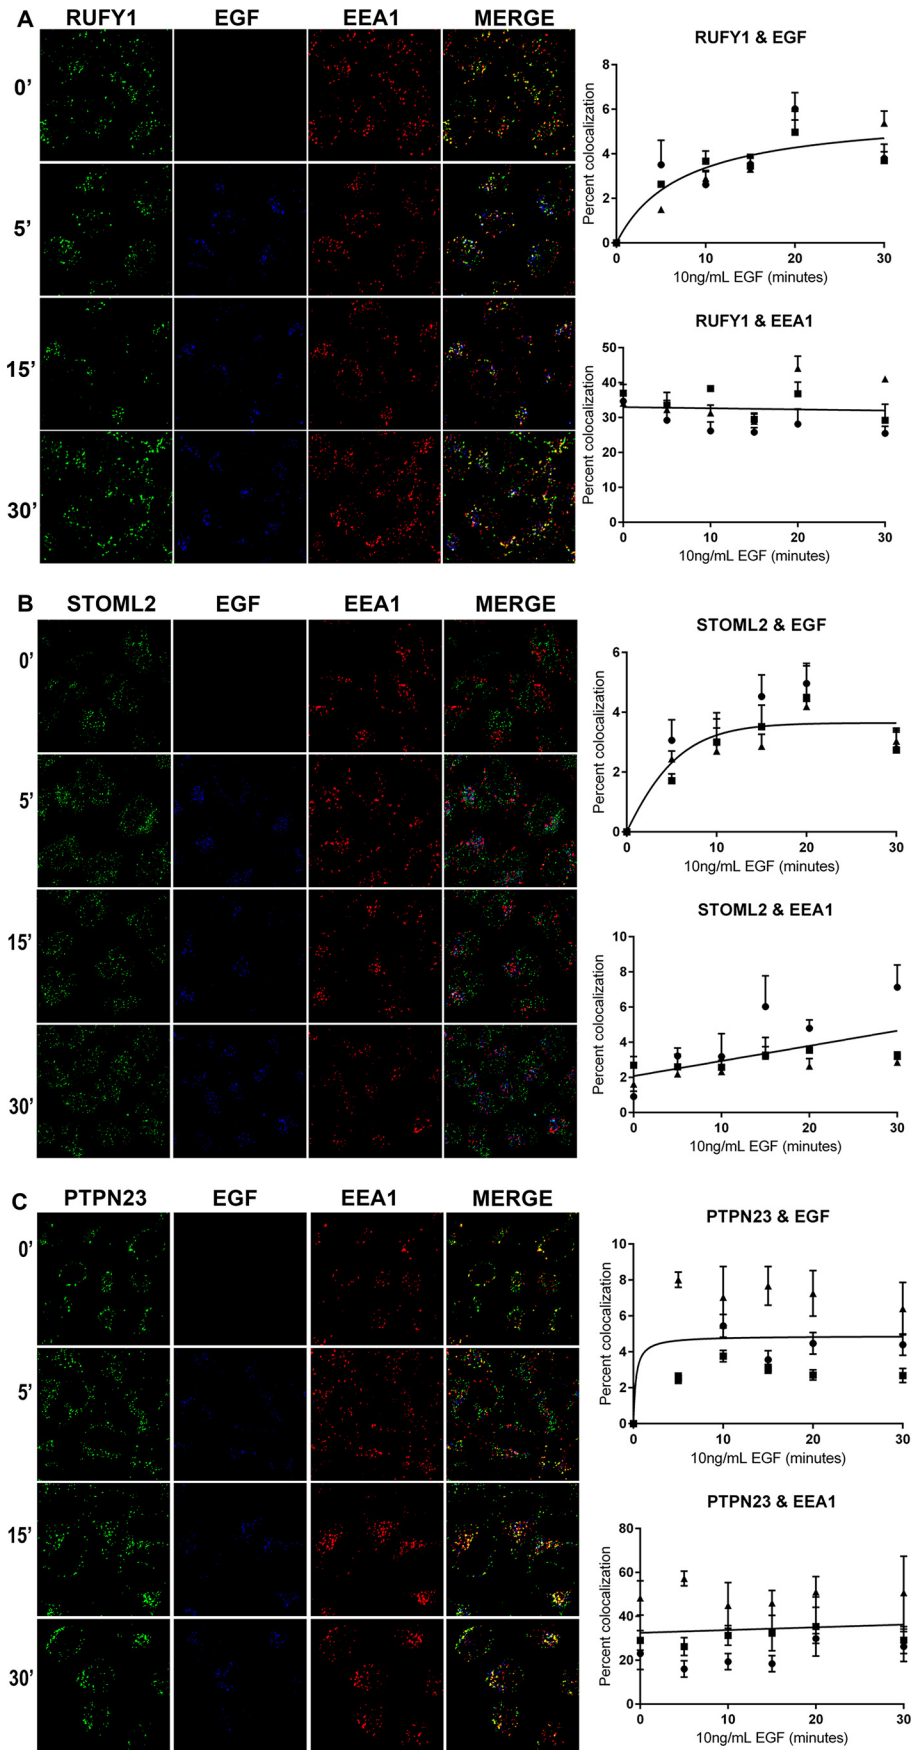 A RUFY1 EGF EEA1 MERGE
0'
5'
15'
30'
RUFY1 & EGF
Percent colocalization
8
6
4
2
0
0 10 20 30
10ng/mL EGF (minutes)
RUFY1 & EEA1
Percent colocalization
50
40
30
20
10
0
0 10 20 30
10ng/mL EGF (minutes)
B STOML2 EGF EEA1 MERGE
0'
5'
15'
30'
STOML2 & EGF
Percent colocalization
6
4
2
0
0 10 20 30
10ng/mL EGF (minutes)
STOML2 & EEA1
Percent colocalization
10
8
6
4
2
0
0 10 20 30
10ng/mL EGF (minutes)
C PTPN23 EGF EEA1 MERGE
0'
5'
15'
30'
PTPN23 & EGF
Percent colocalization
10
8
6
4
2
0
0 10 20 30
10ng/mL EGF (minutes)
PTPN23 & EEA1
Percent colocalization
80
60
40
20
0
0 10 20 30
10ng/mL EGF (minutes)